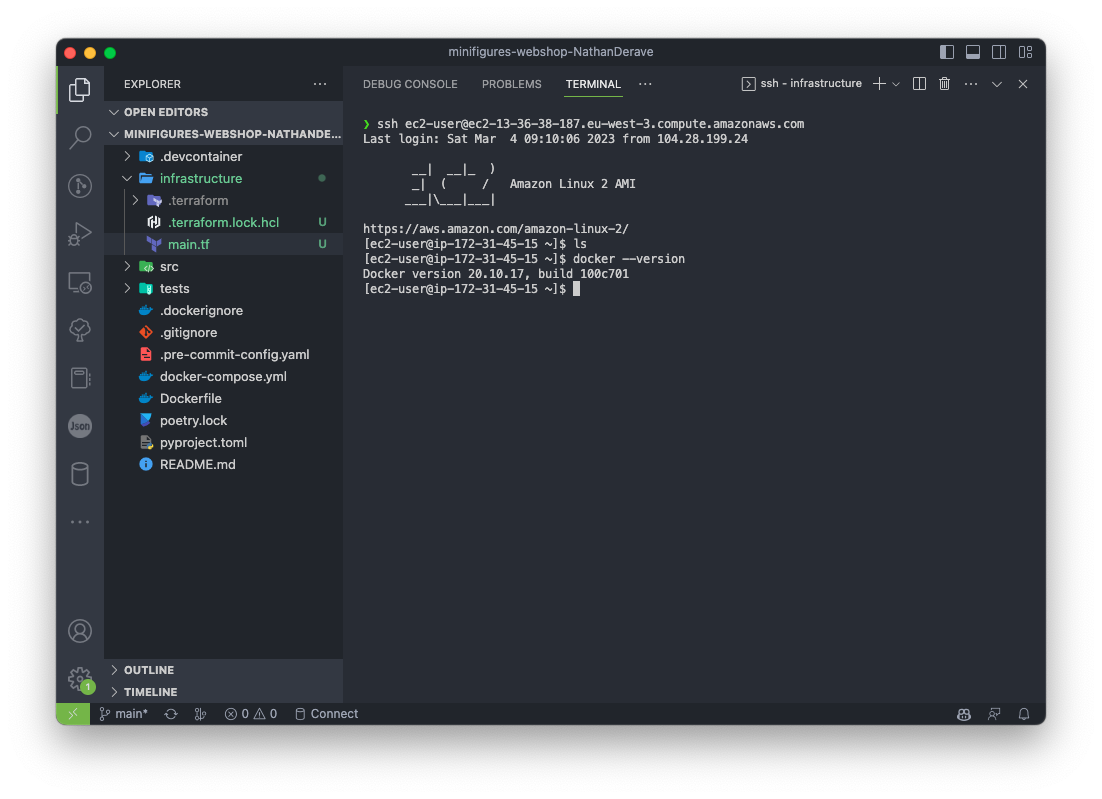 minifigures-webshop-NathanDerave
EXPLORER
OPEN EDITORS
MINIFIGURES-WEBSHOP-NATHANDE...
.devcontainer
infrastructure
.terraform
.terraform.lock.hcl U
main.tf U
src
tests
.dockerignore
.gitignore
.pre-commit-config.yaml
docker-compose.yml
Dockerfile
poetry.lock
pyproject.toml
README.md
OUTLINE
TIMELINE
Json
1
DEBUG CONSOLE PROBLEMS TERMINAL ssh - infrastructure
❯ ssh ec2-user@ec2-13-36-38-187.eu-west-3.compute.amazonaws.com
Last login: Sat Mar  4 09:10:06 2023 from 104.28.199.24
       __|  __|_  )
       _|  (     /   Amazon Linux 2 AMI
      ___|\___|___|
https://aws.amazon.com/amazon-linux-2/
[ec2-user@ip-172-31-45-15 ~]$ ls
[ec2-user@ip-172-31-45-15 ~]$ docker --version
Docker version 20.10.17, build 100c701
[ec2-user@ip-172-31-45-15 ~]$
main* 0 0 Connect